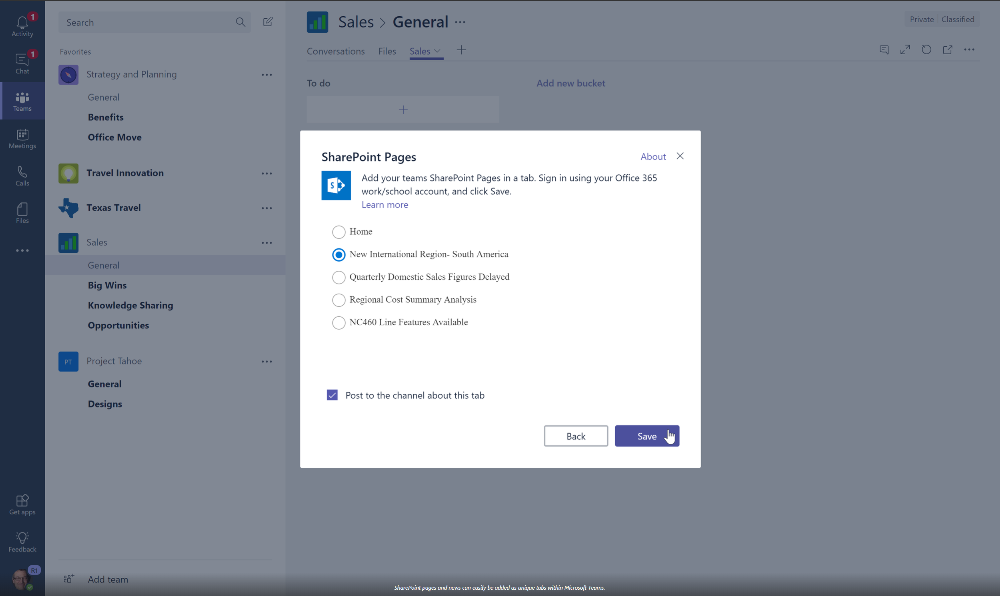 1
Activity
1
Chat
Teams
Meetings
Calls
Files
Get apps
Feedback
R1
Search
Favorites
Strategy and Planning
General
Benefits
Office Move
Travel Innovation
Texas Travel
Sales
General
Big Wins
Knowledge Sharing
Opportunities
PT
Project Tahoe
General
Designs
Add team
Sales > General
Private
Classified
Conversations
Files
Sales
To do
Add new bucket
SharePoint Pages
About
S
Add your teams SharePoint Pages in a tab. Sign in using your Office 365
work/school account, and click Save.
Learn more
Home
New International Region- South America
Quarterly Domestic Sales Figures Delayed
Regional Cost Summary Analysis
NC460 Line Features Available
Post to the channel about this tab
Back
Save
SharePoint pages and news can easily be added as unique tabs within Microsoft Teams.